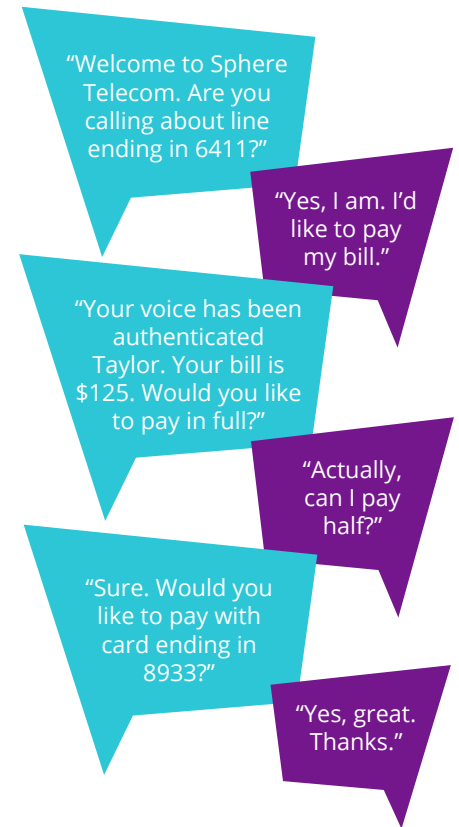 “Welcome to Sphere
Telecom. Are you
calling about line
ending in 6411?”
“Yes, I am. I’d
like to pay
my bill.”
“Your voice has been
authenticated
Taylor. Your bill is
$125. Would you like
to pay in full?”
“Actually,
can I pay
half?”
“Sure. Would you
like to pay with
card ending in
8933?”
“Yes, great.
Thanks.”